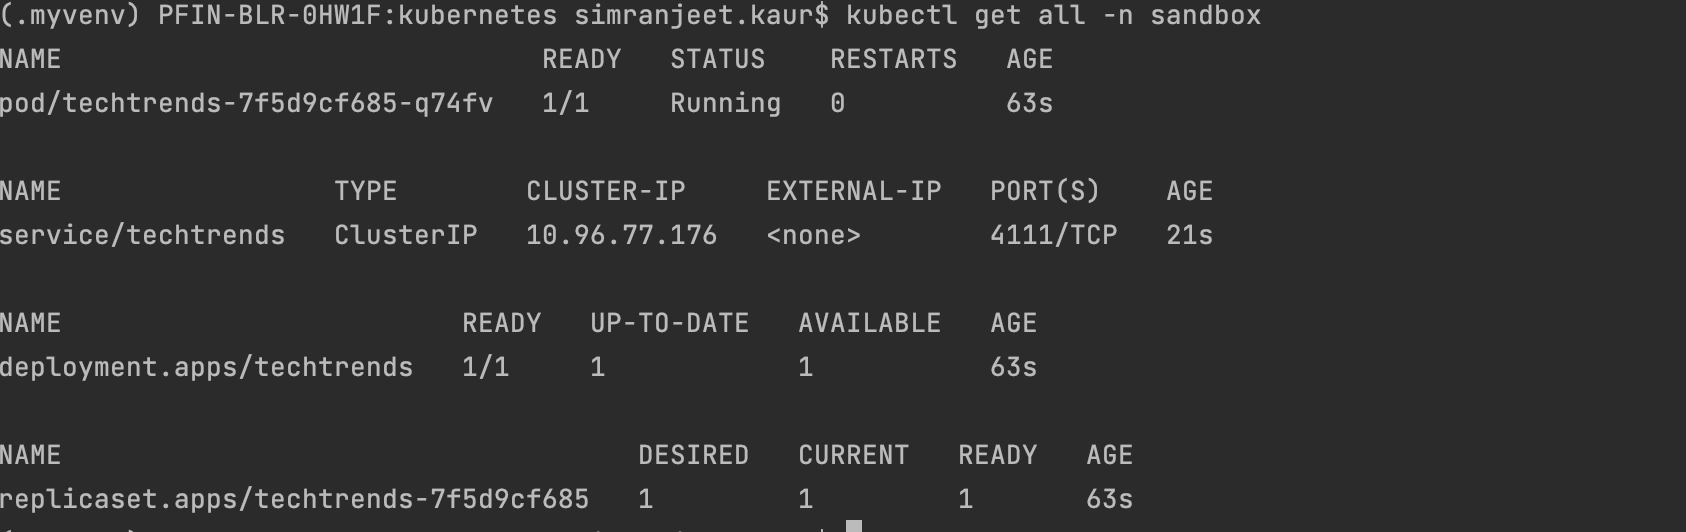 (.myvenv) PFIN-BLR-0HW1F:kubernetes simranjeet.kaur$ kubectl get all -n sandbox
NAME READY STATUS RESTARTS AGE
pod/techtrends-7f5d9cf685-q74fv 1/1 Running 0 63s
NAME TYPE CLUSTER-IP EXTERNAL-IP PORT(S) AGE
service/techtrends ClusterIP 10.96.77.176 <none> 4111/TCP 21s
NAME READY UP-TO-DATE AVAILABLE AGE
deployment.apps/techtrends 1/1 1 1 63s
NAME DESIRED CURRENT READY AGE
replicaset.apps/techtrends-7f5d9cf685 1 1 1 63s